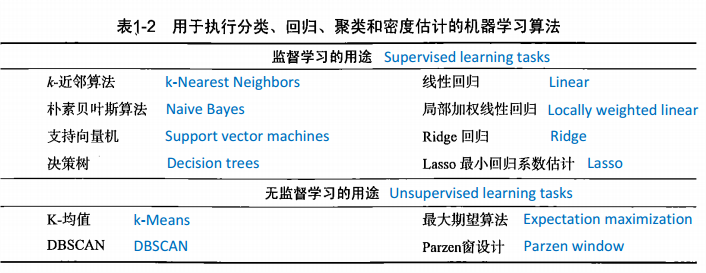 表1-2 用于执行分类、回归、聚类和密度估计的机器学习算法
监督学习的用途 Supervised learning tasks
k-近邻算法 k-Nearest Neighbors 线性回归 Linear
朴素贝叶斯算法 Naive Bayes 局部加权线性回归 Locally weighted linear
支持向量机 Support vector machines Ridge 回归 Ridge
决策树 Decision trees Lasso 最小回归系数估计 Lasso
无监督学习的用途 Unsupervised learning tasks
K-均值 k-Means 最大期望算法 Expectation maximization
DBSCAN DBSCAN Parzen窗设计 Parzen window